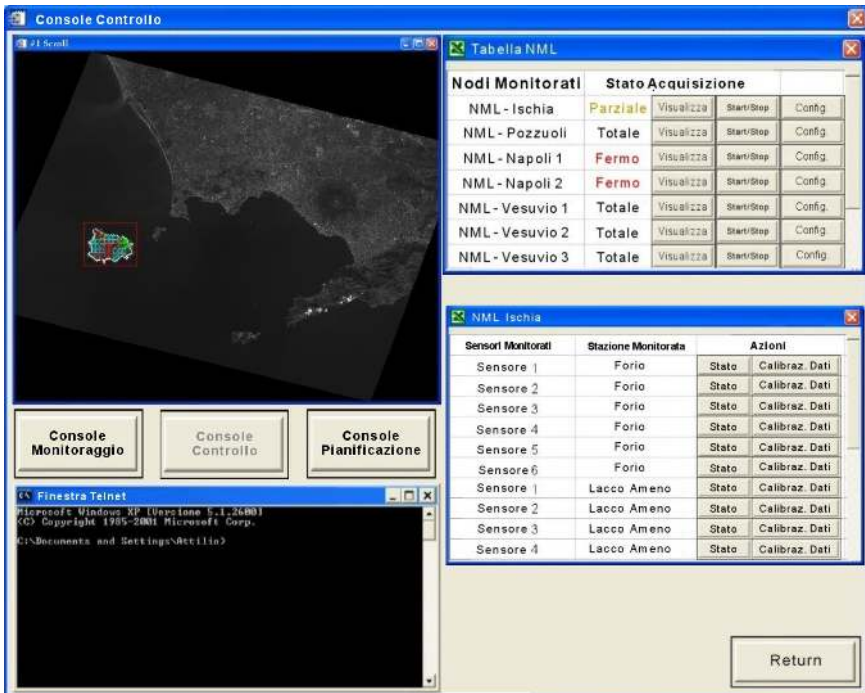 Console Controllo
#1 Scroll
Tabella NML
Nodi Monitorati Stato Acquisizione
NML - Ischia Parziale Visualizza Start/Stop Config.
NML - Pozzuoli Totale Visualizza Start/Stop Config.
NML - Napoli 1 Fermo Visualizza Start/Stop Config.
NML - Napoli 2 Fermo Visualizza Start/Stop Config.
NML - Vesuvio 1 Totale Visualizza Start/Stop Config.
NML - Vesuvio 2 Totale Visualizza Start/Stop Config.
NML - Vesuvio 3 Totale Visualizza Start/Stop Config.
NML Ischia
Sensori Monitorati Stazione Monitorata Azioni
Sensore 1 Forio Stato Calibraz. Dati
Sensore 2 Forio Stato Calibraz. Dati
Sensore 3 Forio Stato Calibraz. Dati
Sensore 4 Forio Stato Calibraz. Dati
Sensore 5 Forio Stato Calibraz. Dati
Sensore 6 Forio Stato Calibraz. Dati
Sensore 1 Lacco Ameno Stato Calibraz. Dati
Sensore 2 Lacco Ameno Stato Calibraz. Dati
Sensore 3 Lacco Ameno Stato Calibraz. Dati
Sensore 4 Lacco Ameno Stato Calibraz. Dati
Console Monitoraggio
Console Controllo
Console Pianificazione
Finestra Telnet
Microsoft Windows XP [Versione 5.1.2600]
(C) Copyright 1985-2001 Microsoft Corp.
C:\Documents and Settings\Attilio>
Return